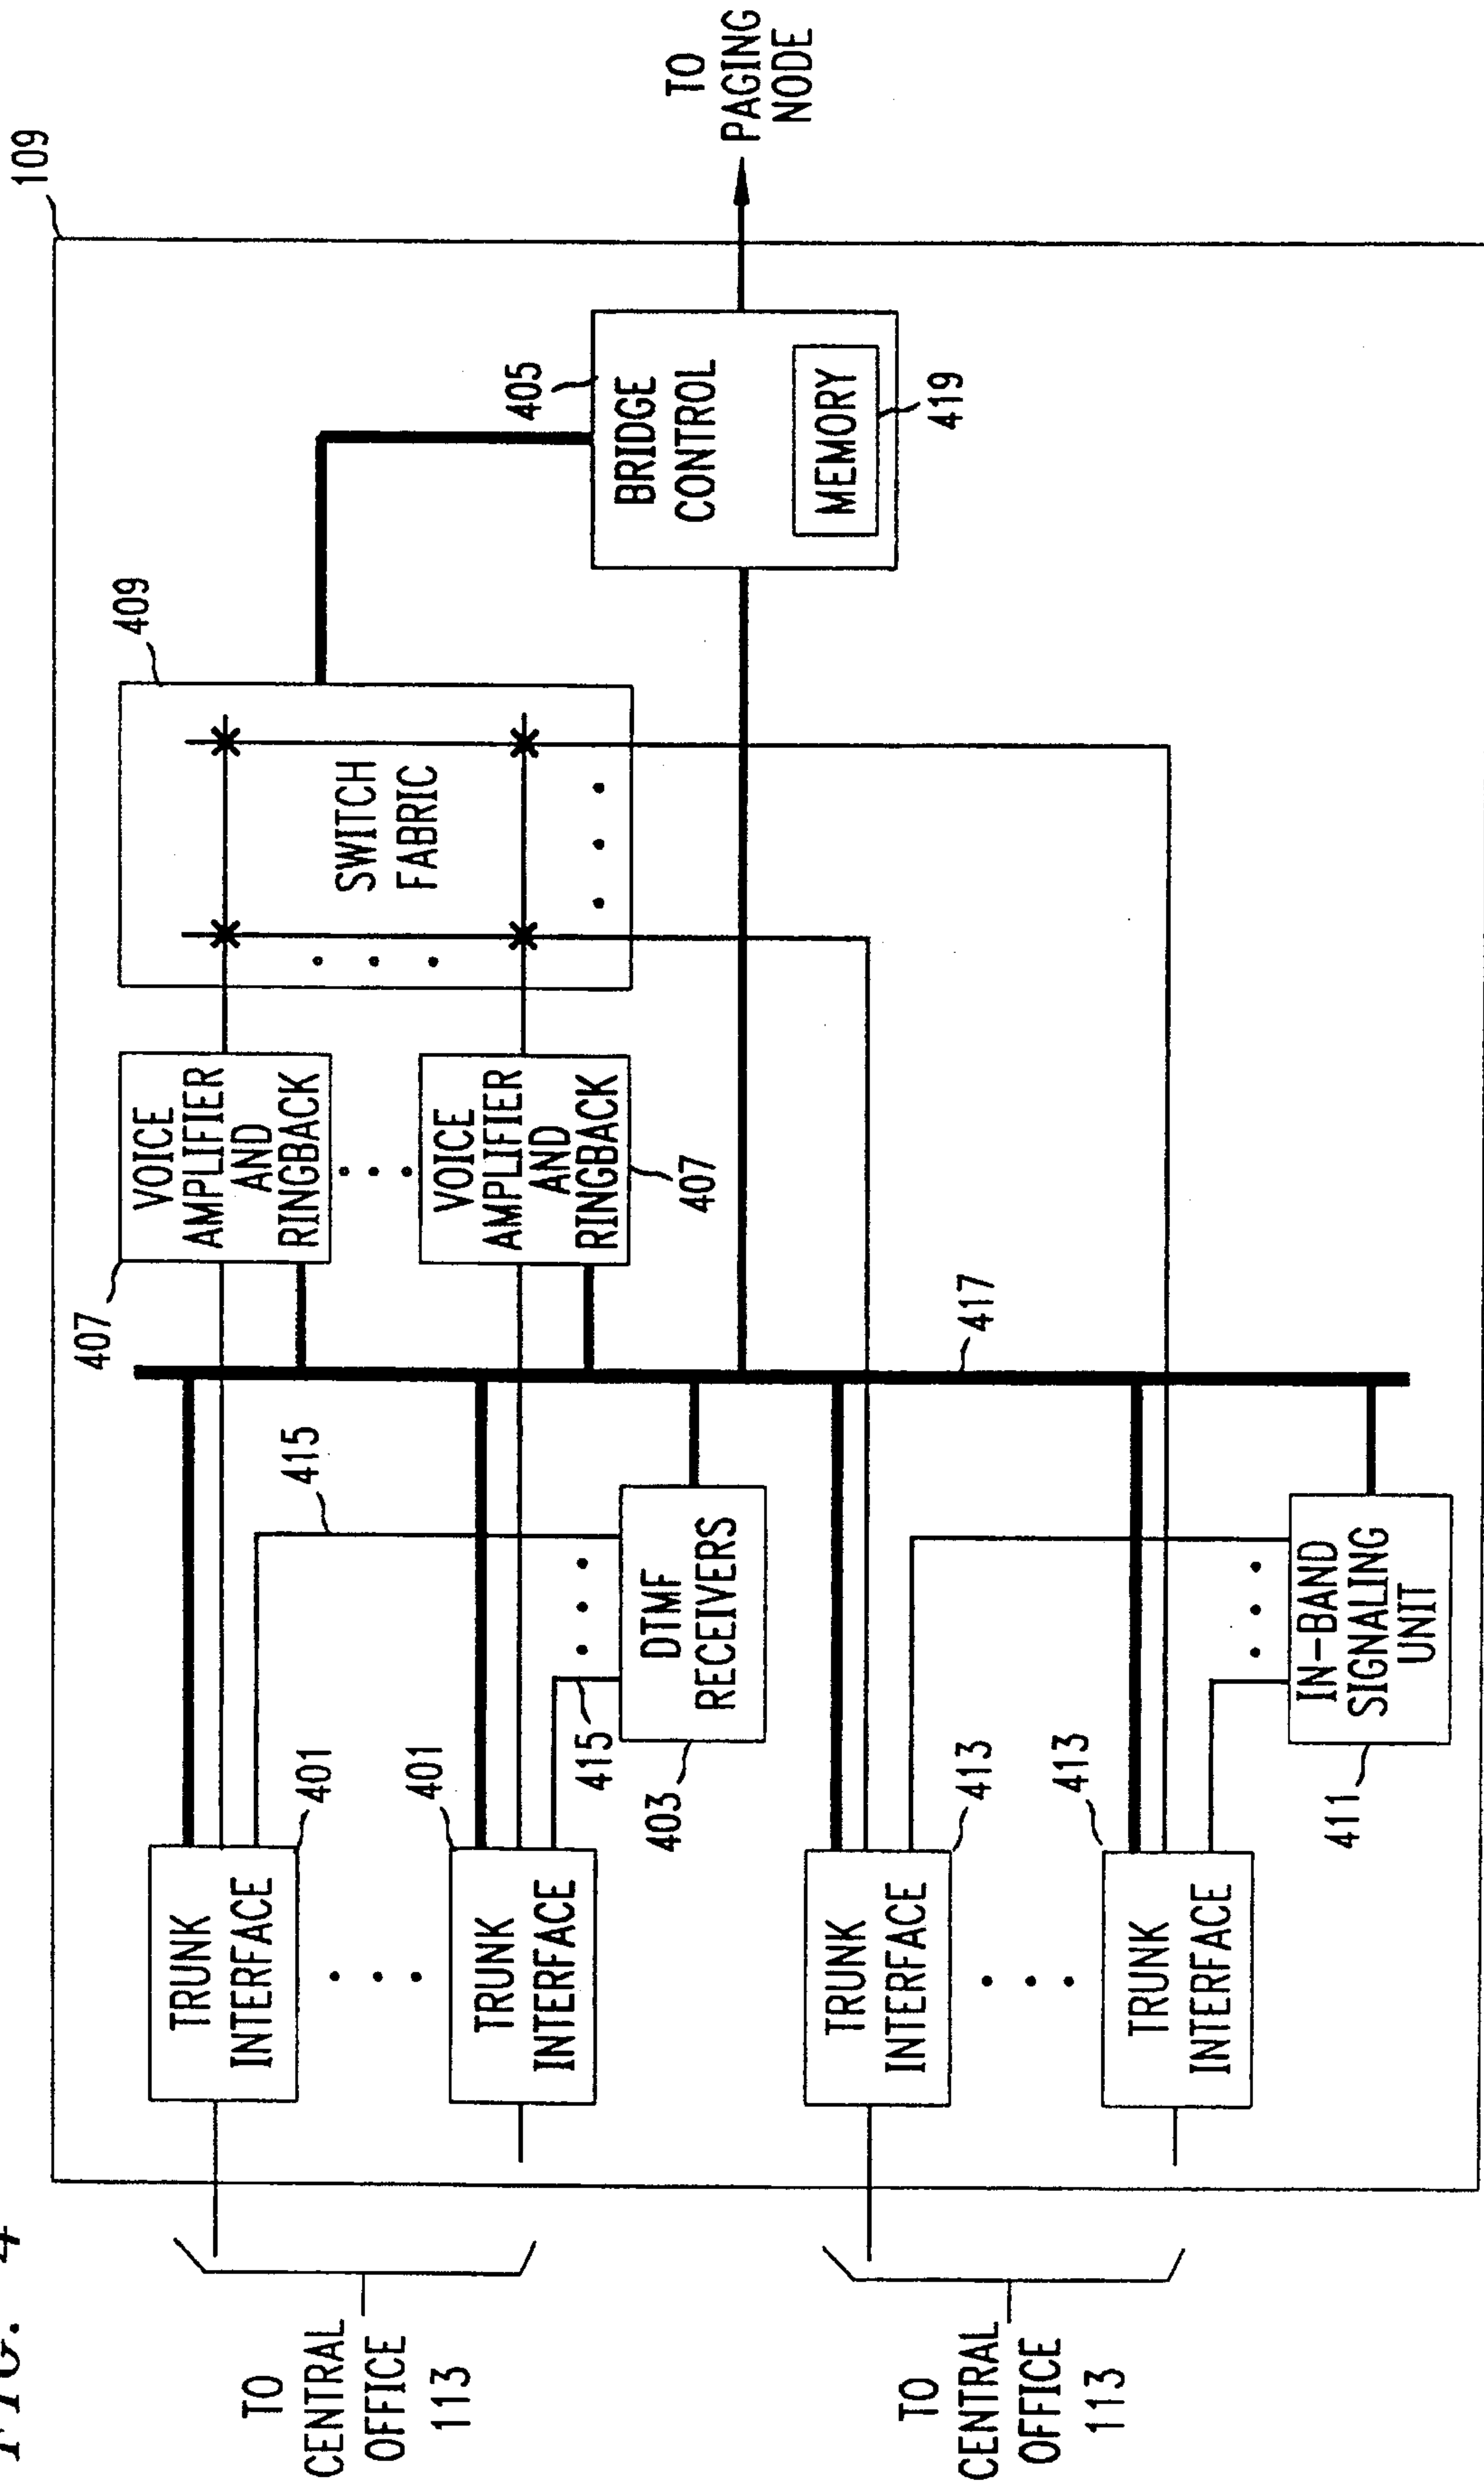 FIG. 4
109
TO
CENTRAL
OFFICE
113
TRUNK
INTERFACE
401
TRUNK
INTERFACE
401
415
415
DTMF
RECEIVERS
403
407
VOICE
AMPLIFIER
AND
RINGBACK
VOICE
AMPLIFIER
AND
RINGBACK
407
409
SWITCH
FABRIC
405
BRIDGE
CONTROL
MEMORY
419
TO
PAGING
NODE
417
TO
CENTRAL
OFFICE
113
TRUNK
INTERFACE
413
TRUNK
INTERFACE
413
IN-BAND
SIGNALING
UNIT
411